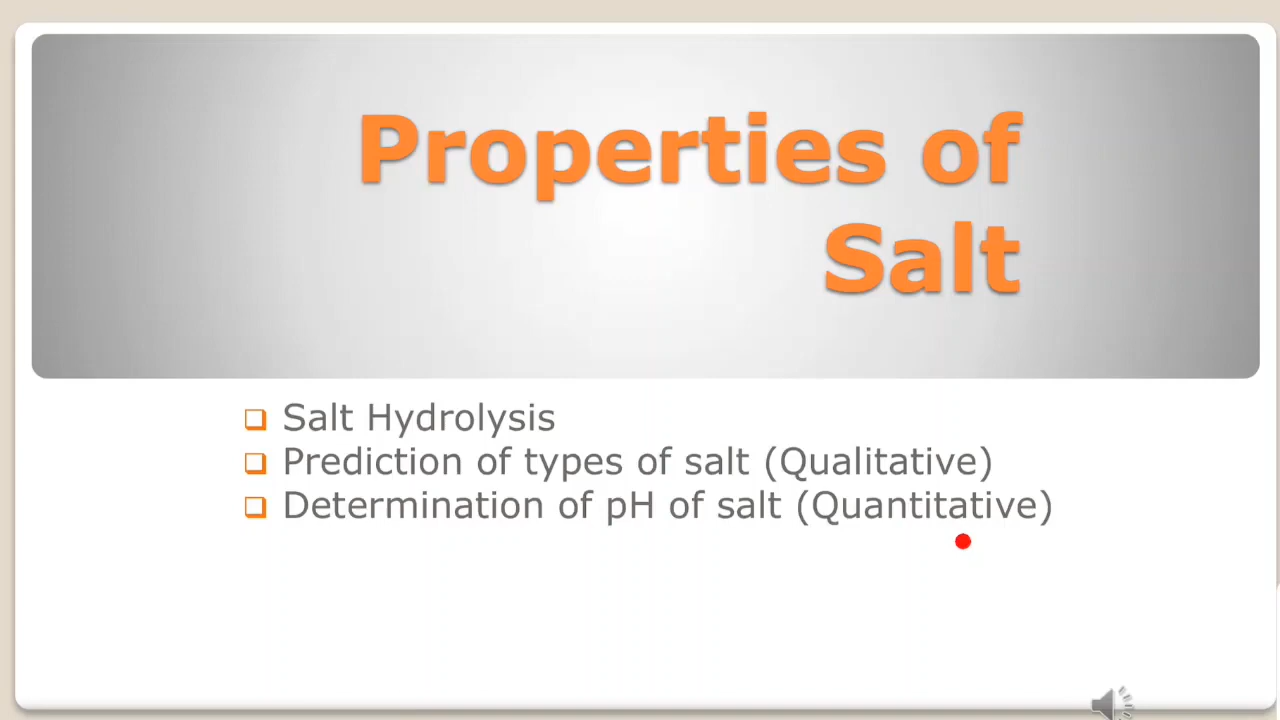 Properties of
Salt
Salt Hydrolysis
Prediction of types of salt (Qualitative)
Determination of pH of salt (Quantitative)